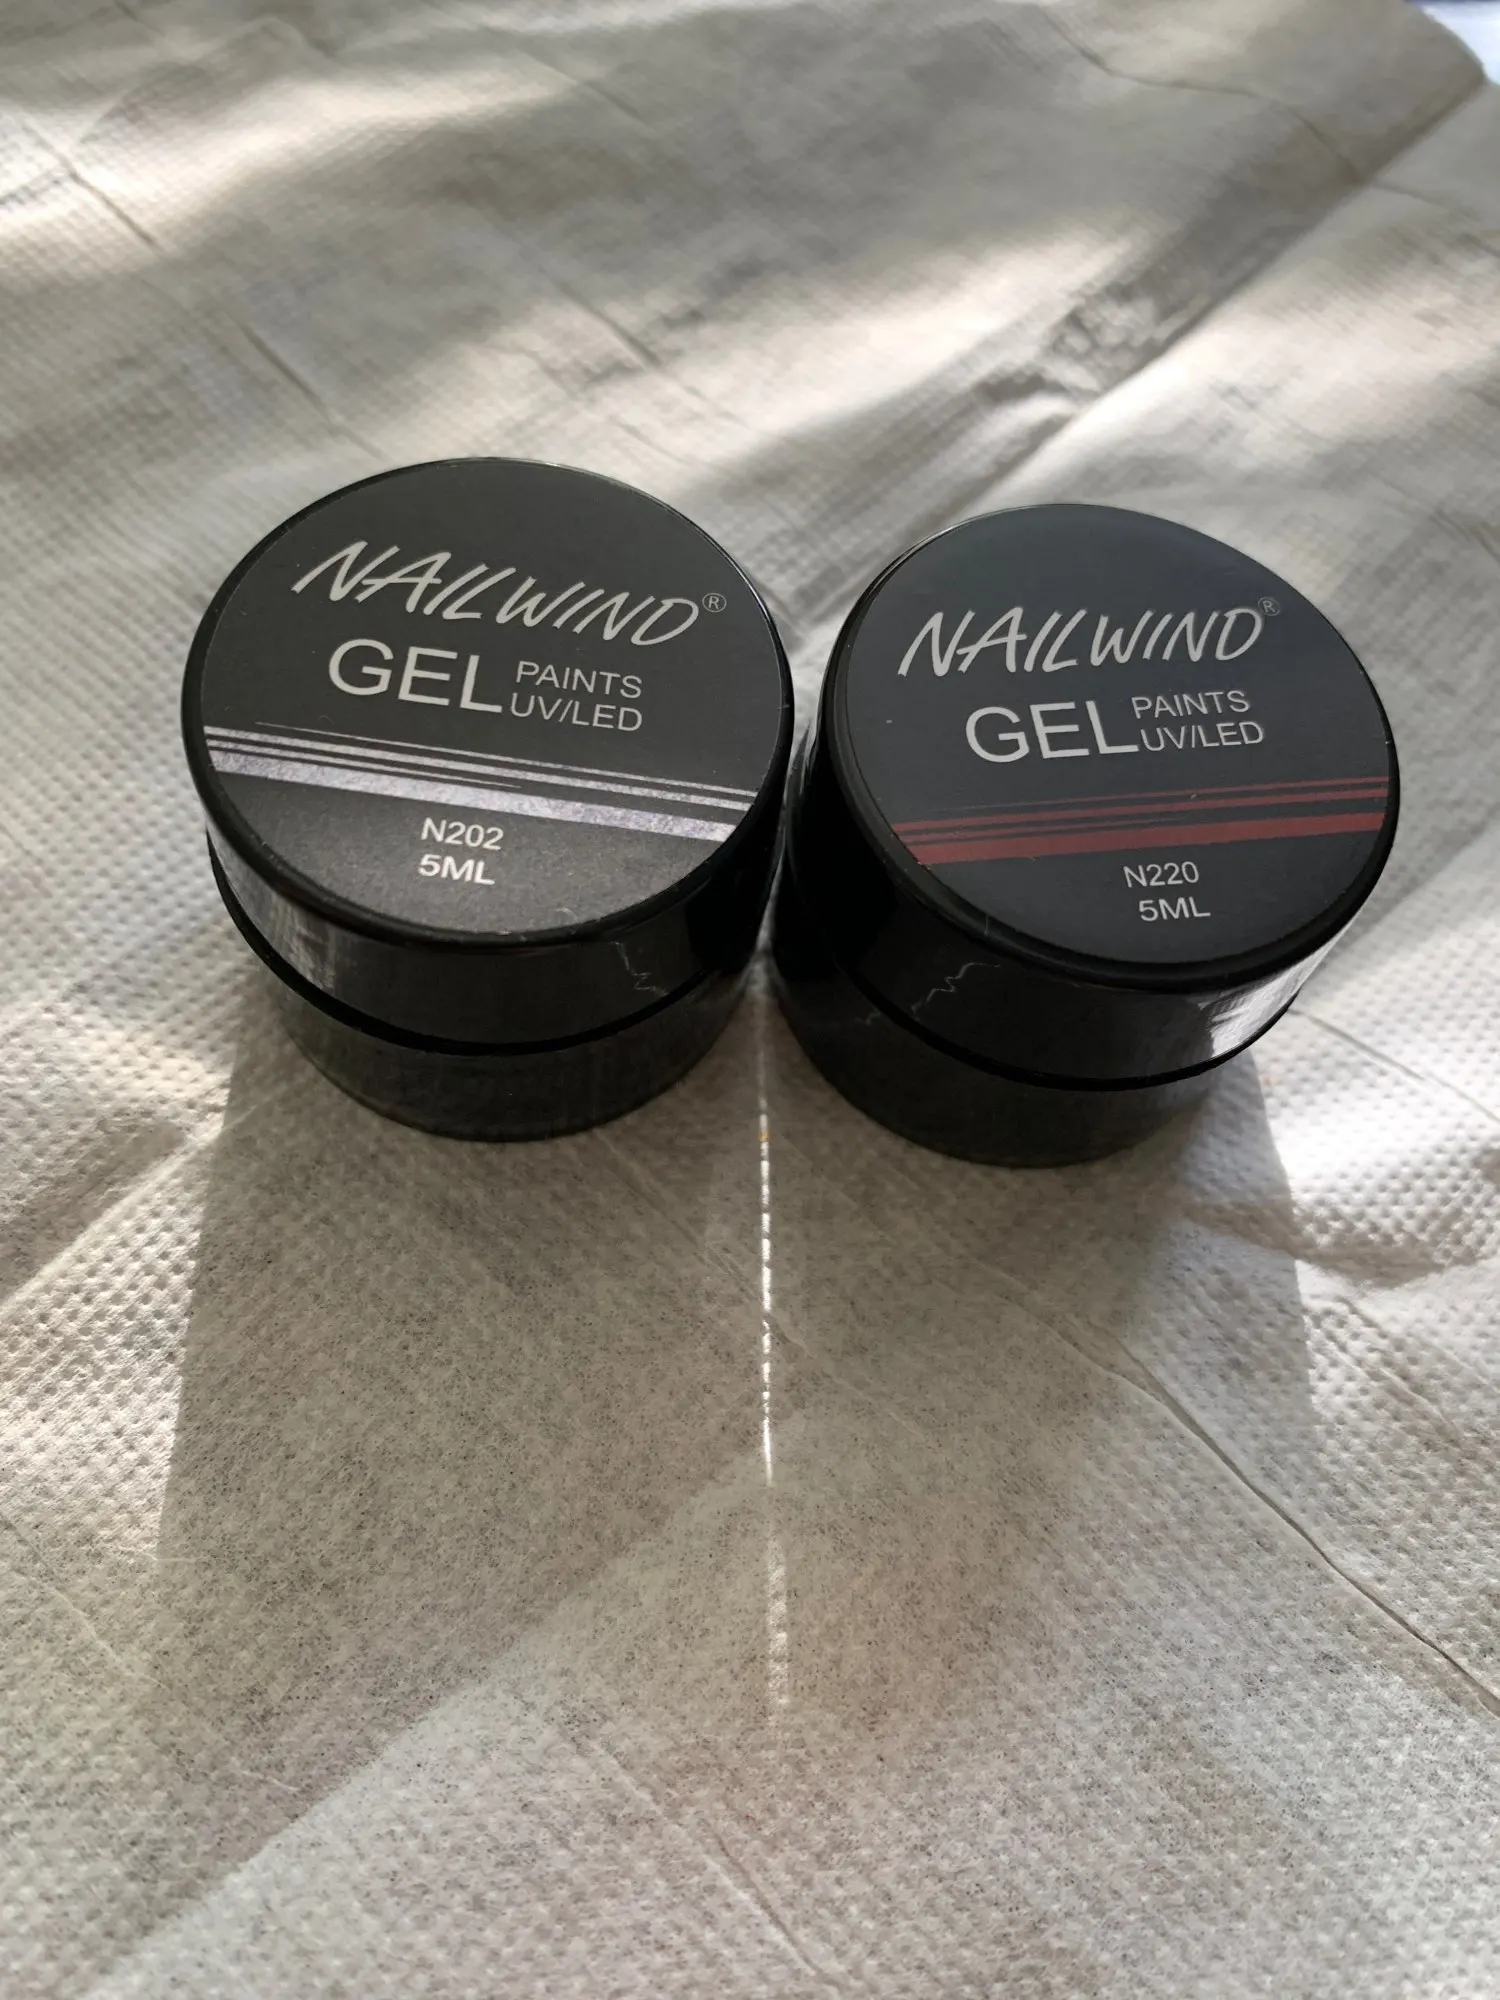 NAILWIND®
GEL PAINTS
UV/LED
N202
5ML
NAILWIND®
GEL PAINTS
UV/LED
N220
5ML